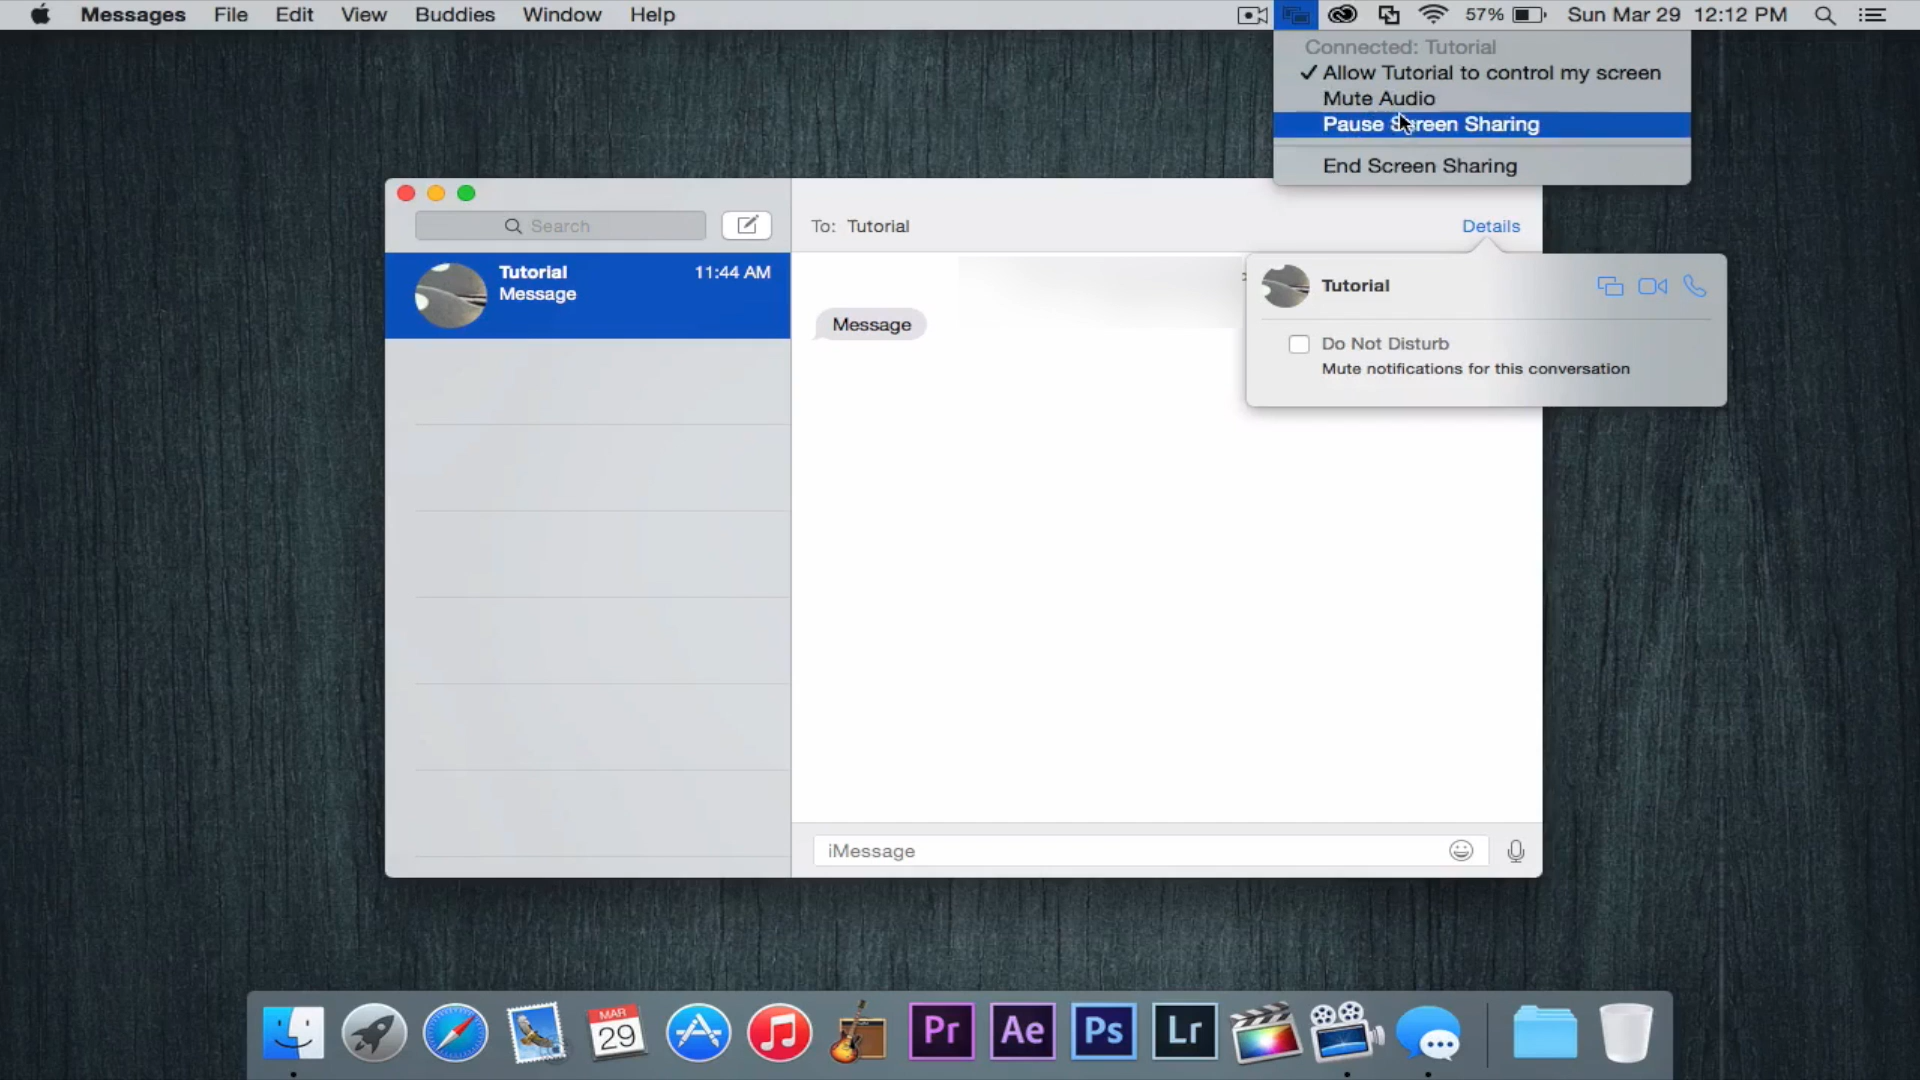 Messages File Edit View Buddies Window Help 57% Sun Mar 29 12:12 PM
Connected: Tutorial
✓ Allow Tutorial to control my screen
Mute Audio
Pause Screen Sharing
End Screen Sharing
Search
To: Tutorial
Details
Tutorial 11:44 AM
Message
Message
Tutorial
Do Not Disturb
Mute notifications for this conversation
iMessage
MAR
29
Pr
Ae
Ps
Lr